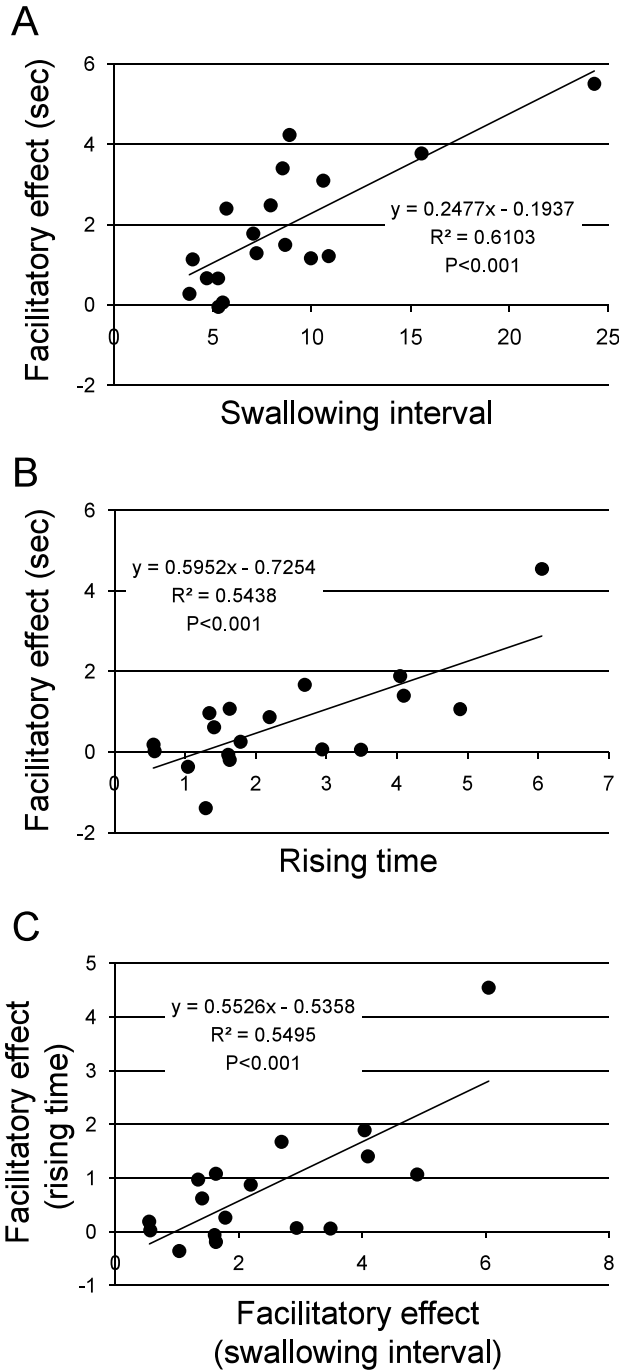 A
Facilitatory effect (sec)
6
4
2
0
-2
0
5
10
15
20
25
y = 0.2477x - 0.1937
R² = 0.6103
P<0.001
Swallowing interval
B
Facilitatory effect (sec)
6
4
2
0
-2
0
1
2
3
4
5
6
7
y = 0.5952x - 0.7254
R² = 0.5438
P<0.001
Rising time
C
Facilitatory effect
(rising time)
5
4
3
2
1
0
-1
0
2
4
6
8
y = 0.5526x - 0.5358
R² = 0.5495
P<0.001
Facilitatory effect
(swallowing interval)